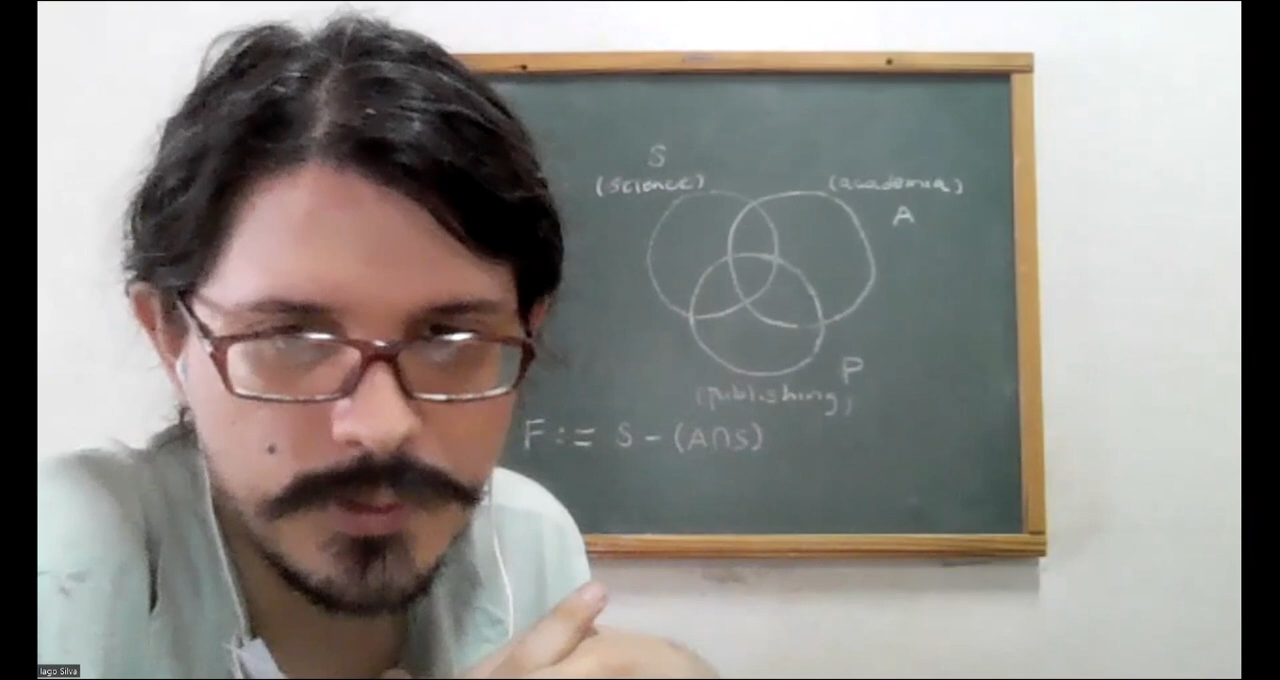 S
(science) (academia)
A
P
(publishing)
F := S - (A∩S)
Iago Silva